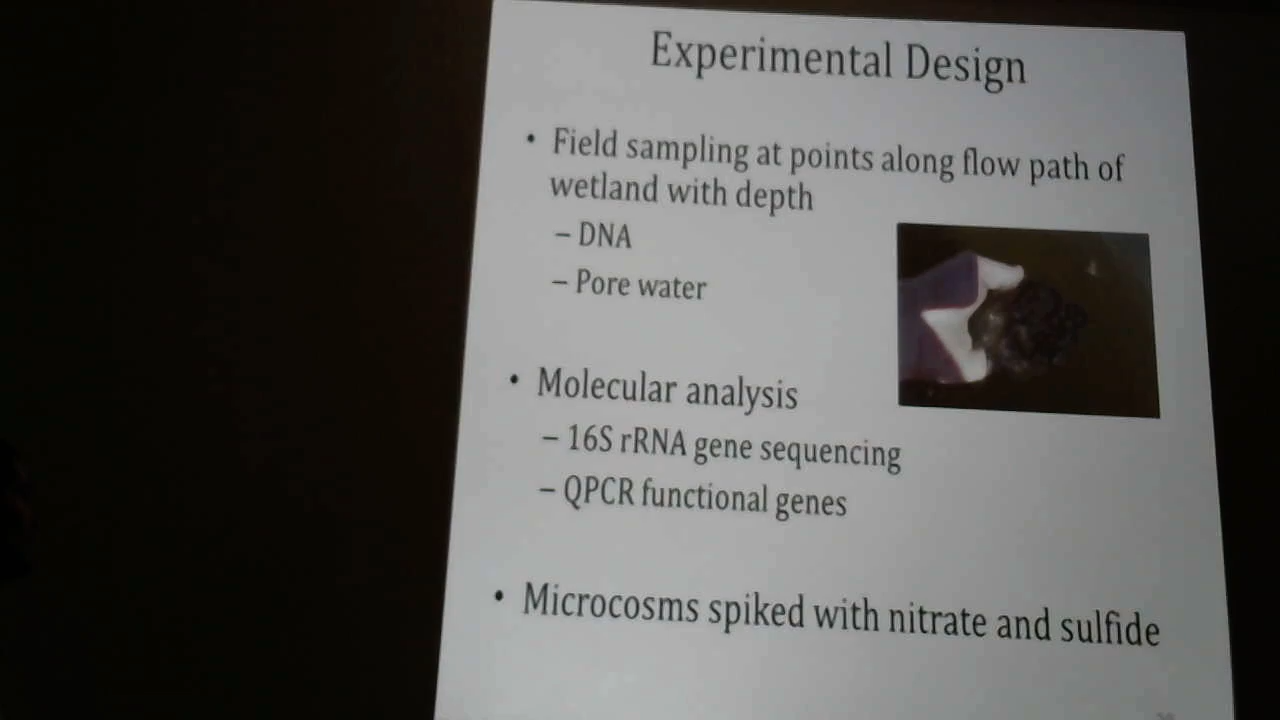 Experimental Design
• Field sampling at points along flow path of
wetland with depth
– DNA
– Pore water
• Molecular analysis
– 16S rRNA gene sequencing
– QPCR functional genes
• Microcosms spiked with nitrate and sulfide